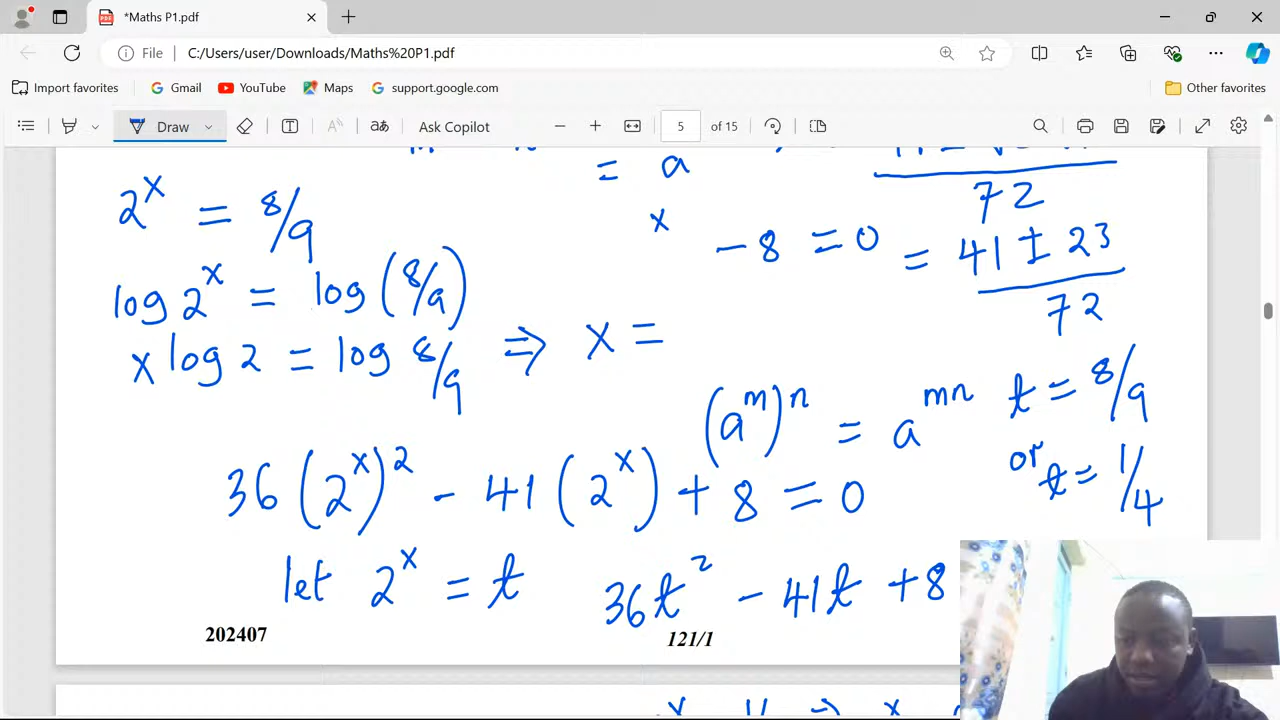 *Maths P1.pdf
File C:/Users/user/Downloads/Maths%20P1.pdf
Import favorites Gmail YouTube Maps support.google.com Other favorites
Draw Ask Copilot 5 of 15
= a
72
2^x = 8/9
x - 8 = 0
= 41 ± 23
72
log 2^x = log (8/9)
x log 2 = log 8/9 ⇒ x =
(a^m)^n = a^mn
t = 8/9
or t = 1/4
36 (2^x)^2 - 41 (2^x) + 8 = 0
let 2^x = t 36t^2 - 41t + 8
202407 121/1